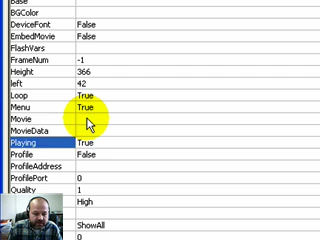 Base
BGColor
DeviceFont False
EmbedMovie False
FlashVars
FrameNum -1
Height 366
left 42
Loop True
Menu True
Movie
MovieData
Playing True
Profile False
ProfileAddress
ProfilePort 0
Quality 1
High
ShowAll
0